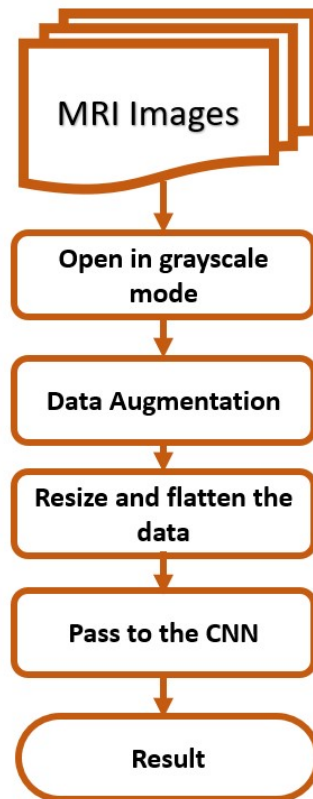 MRI Images
Open in grayscale
mode
Data Augmentation
Resize and flatten the
data
Pass to the CNN
Result